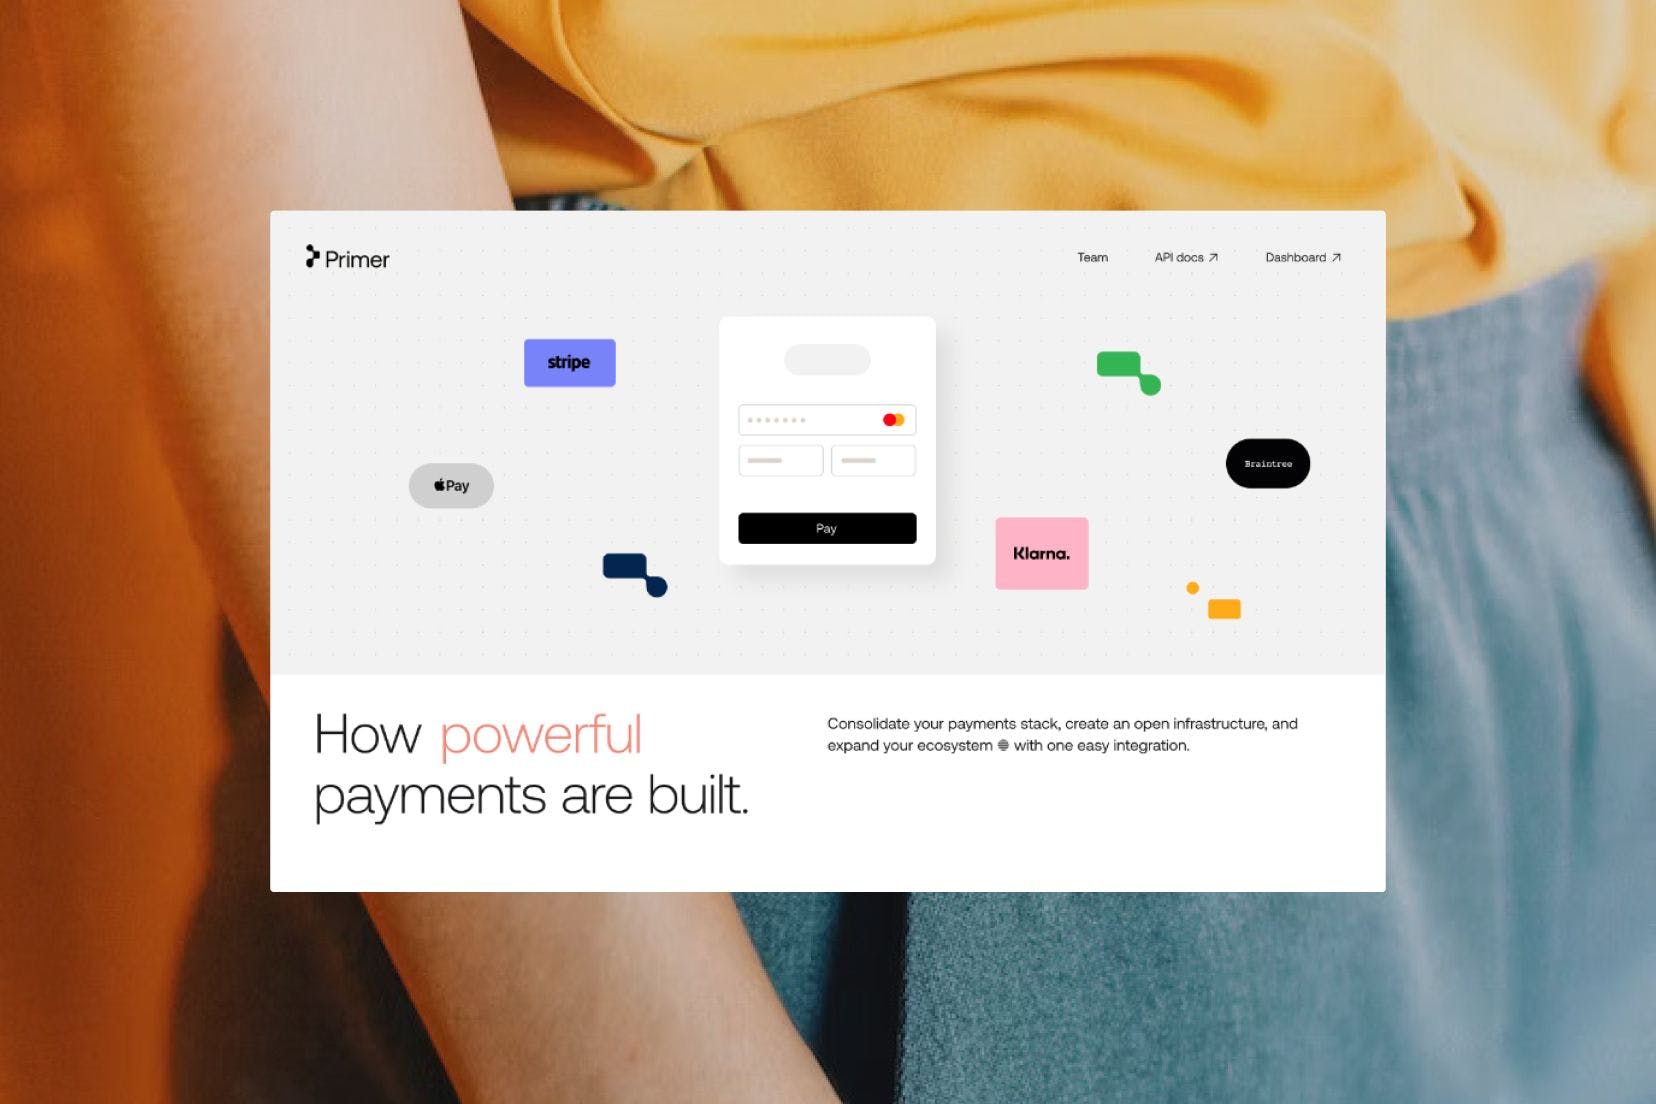 Primer
Team
API docs ↗
Dashboard ↗
stripe
Pay
Braintree
Pay
Klarna.
How powerful
payments are built.
Consolidate your payments stack, create an open infrastructure, and
expand your ecosystem with one easy integration.